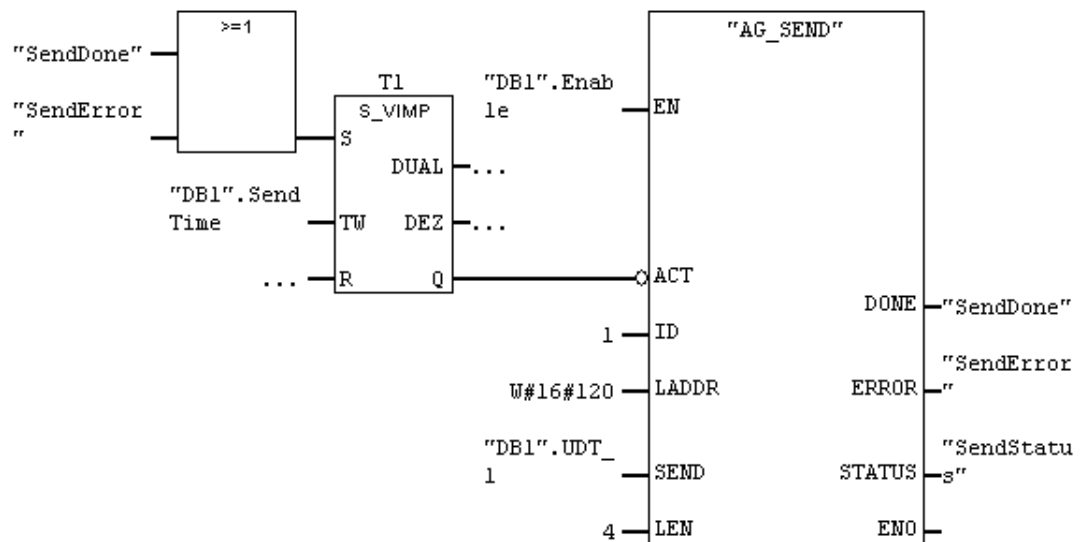 >=1
"SendDone"
"SendError
"
T1
S_VIMP
S
DUAL
...
"DB1".Send
Time
TW
DEZ
...
...
R
Q
"AG_SEND"
"DB1".Enab
le
EN
ACT
DONE
"SendDone"
1
ID
"SendError
"
W#16#120
LADDR
ERROR
"DB1".UDT_
1
SEND
"SendStatu
s"
STATUS
4
LEN
ENO